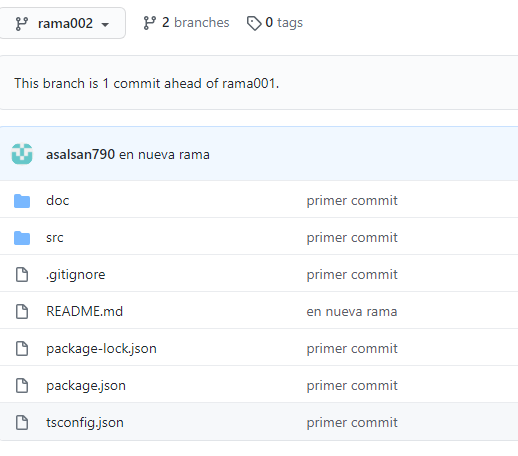 rama002 2 branches 0 tags
This branch is 1 commit ahead of rama001.
asalsan790 en nueva rama
doc primer commit
src primer commit
.gitignore primer commit
README.md en nueva rama
package-lock.json primer commit
package.json primer commit
tsconfig.json primer commit